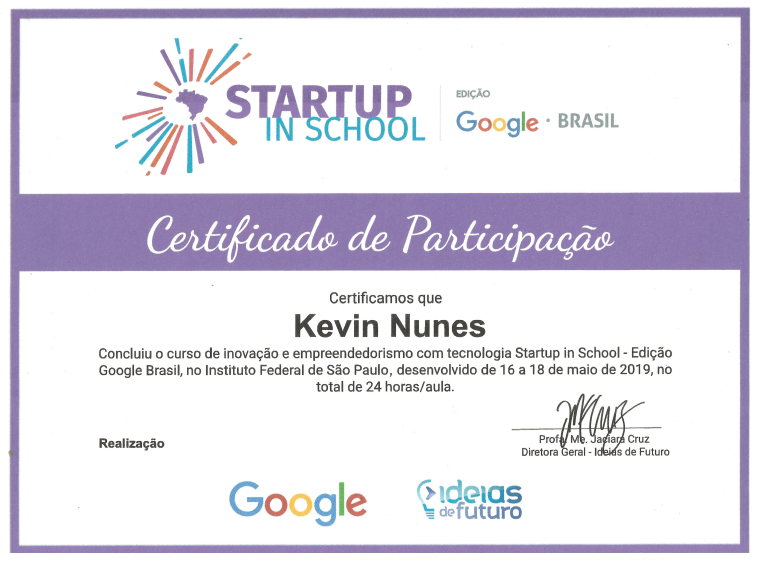 STARTUP
IN SCHOOL
EDIÇÃO
Google · BRASIL
Certificado de Participação
Certificamos que
Kevin Nunes
Concluiu o curso de inovação e empreendedorismo com tecnologia Startup in School - Edição
Google Brasil, no Instituto Federal de São Paulo, desenvolvido de 16 a 18 de maio de 2019, no
total de 24 horas/aula.
Realização
Profa. Me. Jaciara Cruz
Diretora Geral - Ideias de Futuro
Google
ideias
de futuro